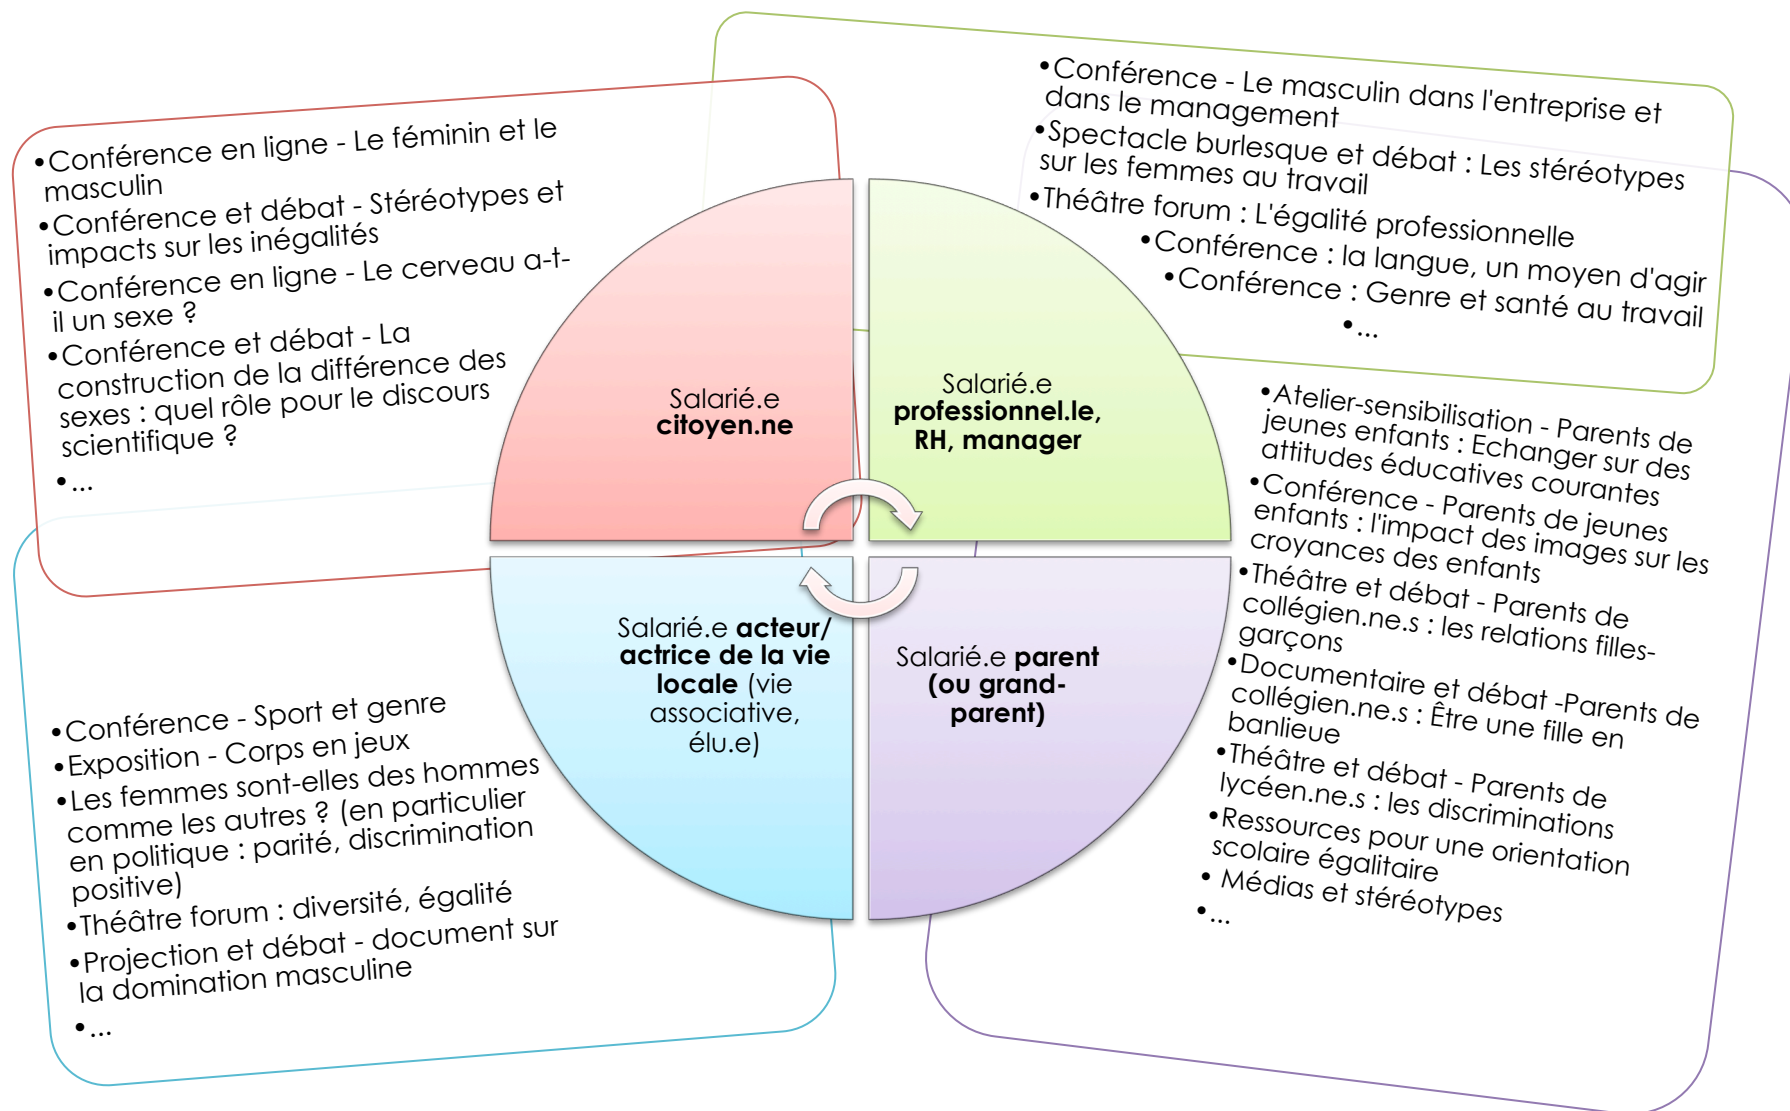 •Conférence en ligne - Le féminin et le
masculin
•Conférence et débat - Stéréotypes et
impacts sur les inégalités
•Conférence en ligne - Le cerveau a-t-
il un sexe ?
•Conférence et débat - La
construction de la différence des
sexes : quel rôle pour le discours
scientifique ?
•...
•Conférence - Le masculin dans l'entreprise et
dans le management
•Spectacle burlesque et débat : Les stéréotypes
sur les femmes au travail
•Théâtre forum : L'égalité professionnelle
•Conférence : la langue, un moyen d'agir
•Conférence : Genre et santé au travail
•...
Salarié.e
citoyen.ne
Salarié.e
professionnel.le,
RH, manager
Salarié.e acteur/
actrice de la vie
locale (vie
associative,
élu.e)
Salarié.e parent
(ou grand-
parent)
•Conférence - Sport et genre
•Exposition - Corps en jeux
•Les femmes sont-elles des hommes
comme les autres ? (en particulier
en politique : parité, discrimination
positive)
•Théâtre forum : diversité, égalité
•Projection et débat - document sur
la domination masculine
•...
•Atelier-sensibilisation - Parents de
jeunes enfants : Echanger sur des
attitudes éducatives courantes
•Conférence - Parents de jeunes
enfants : l'impact des images sur les
croyances des enfants
•Théâtre et débat - Parents de
collégien.ne.s : les relations filles-
garçons
•Documentaire et débat -Parents de
collégien.ne.s : Être une fille en
banlieue
•Théâtre et débat - Parents de
lycéen.ne.s : les discriminations
•Ressources pour une orientation
scolaire égalitaire
• Médias et stéréotypes
•...